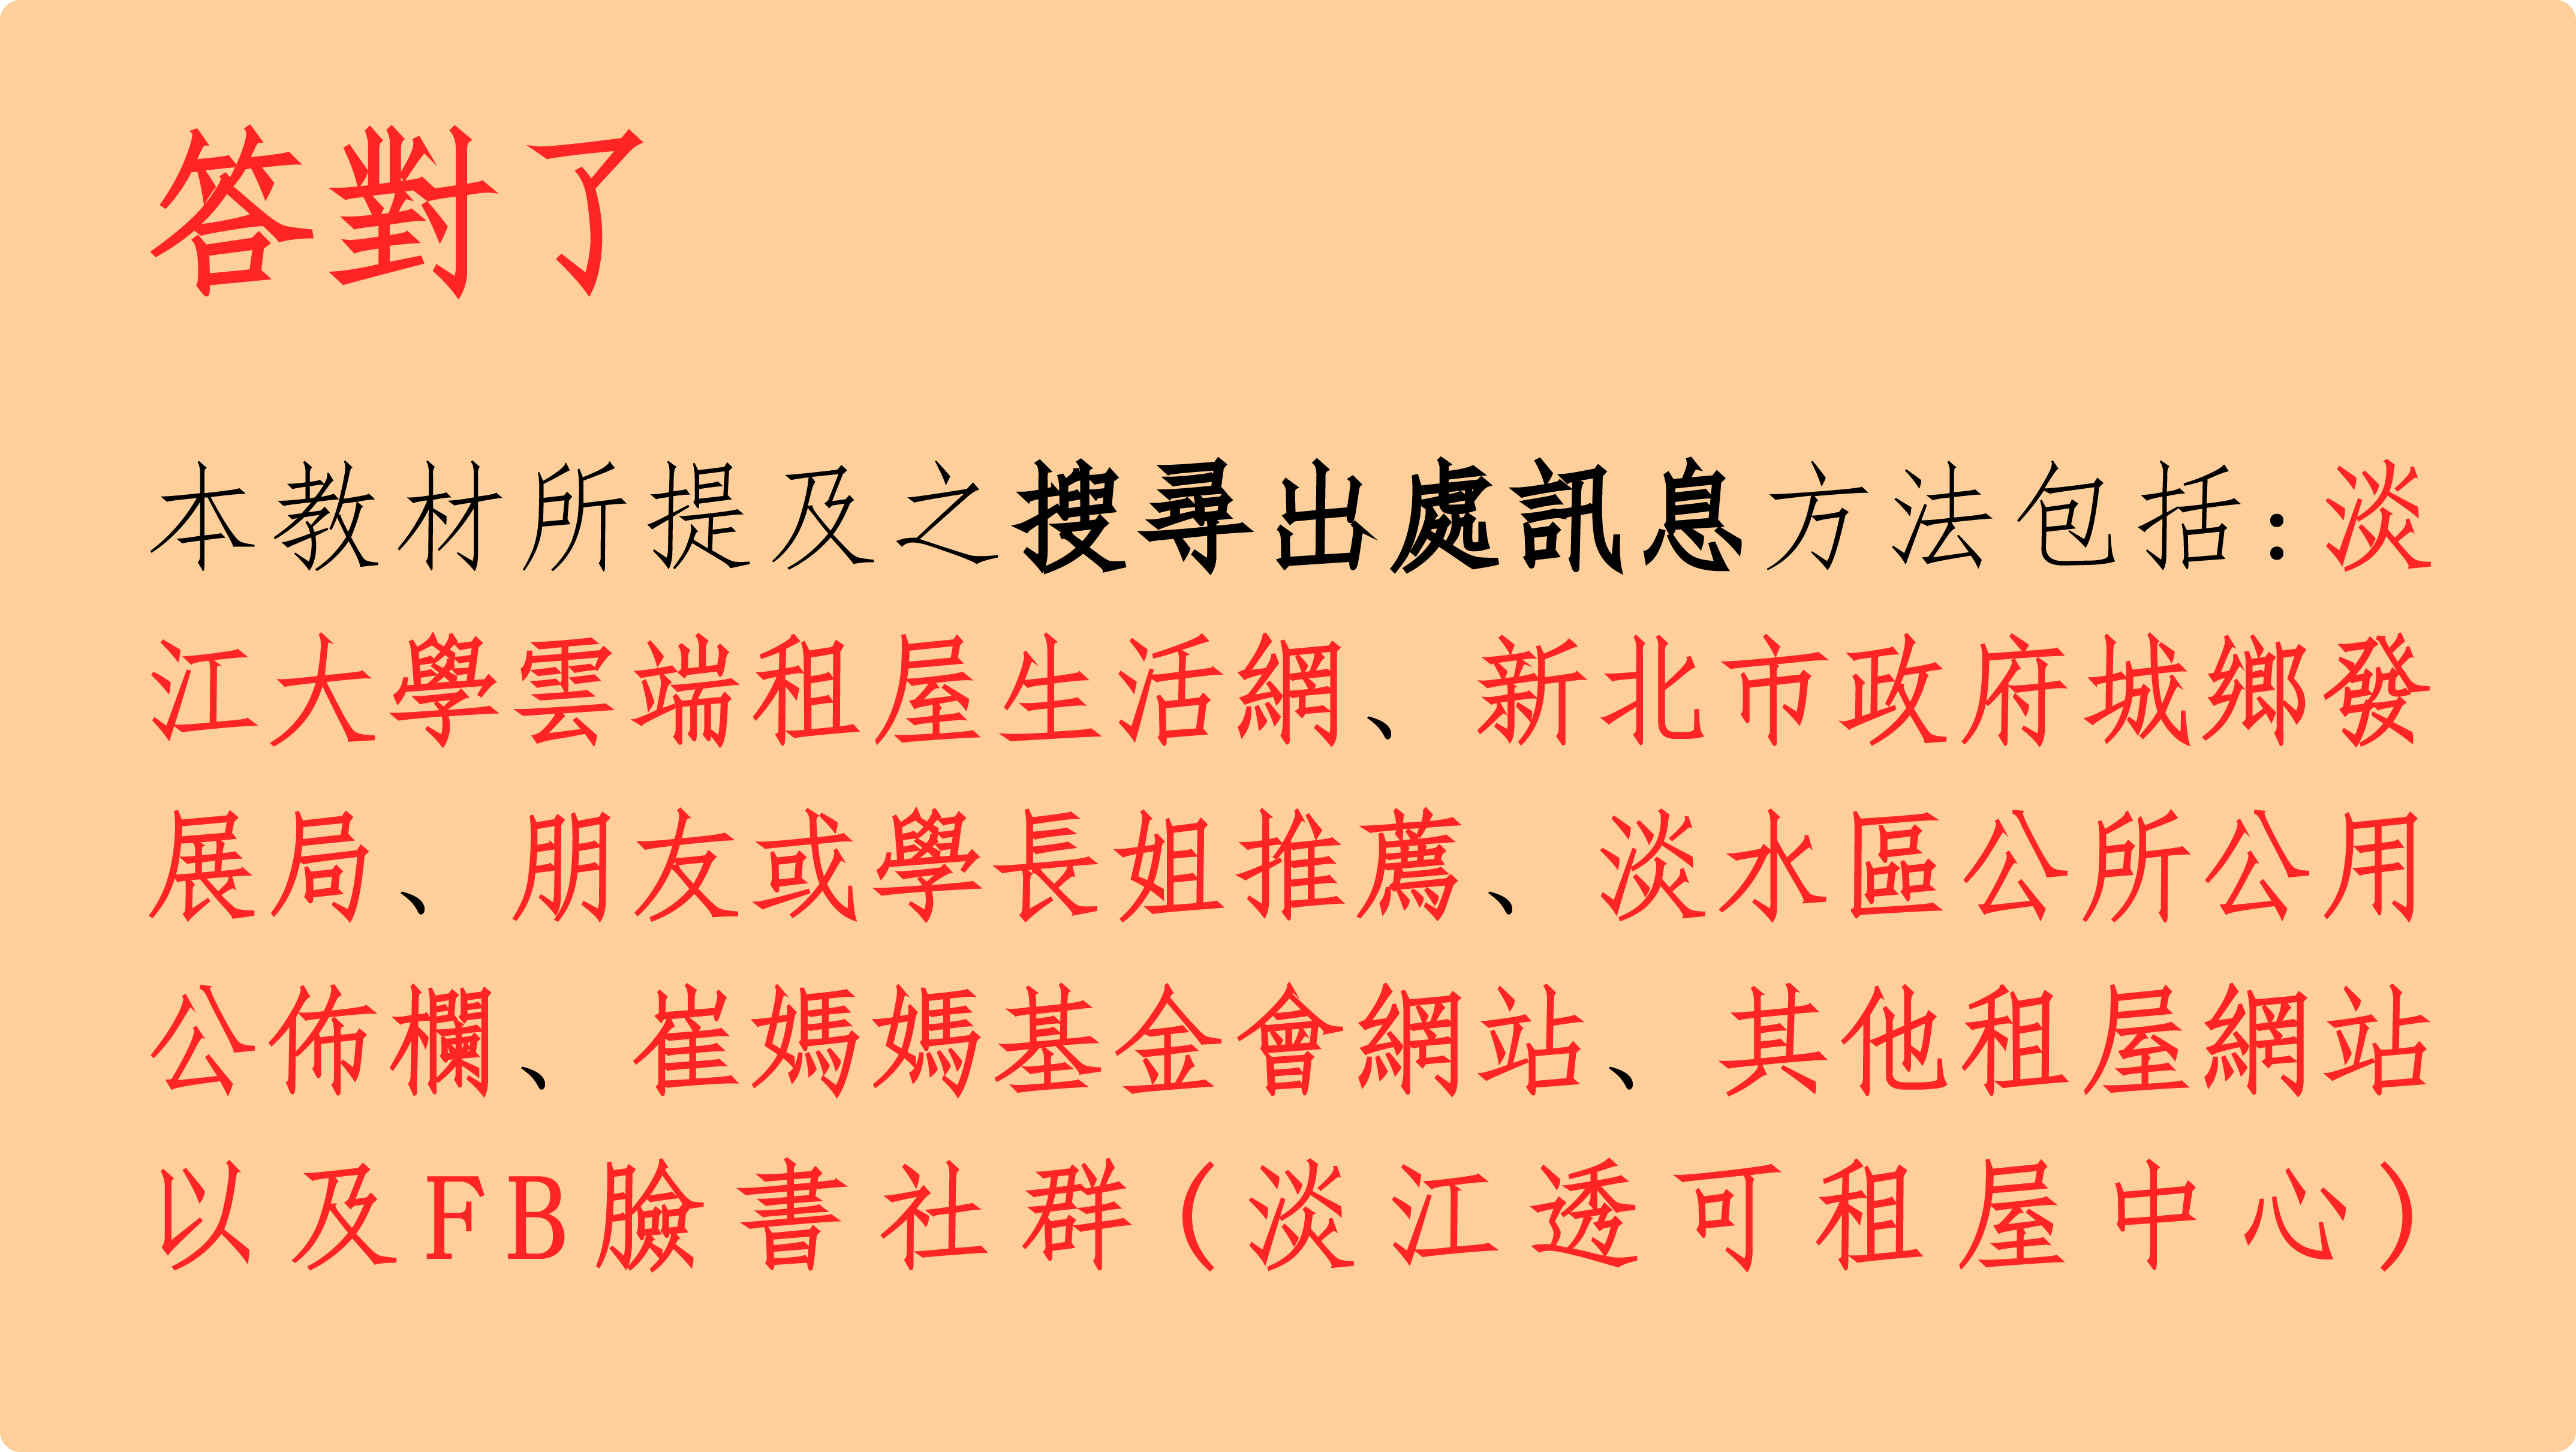 答對了
本教材所提及之搜尋出處訊息方法包括:淡
江大學雲端租屋生活網、新北市政府城鄉發
展局、朋友或學長姐推薦、淡水區公所公用
公佈欄、崔媽媽基金會網站、其他租屋網站
以及FB臉書社群(淡江透可租屋中心)